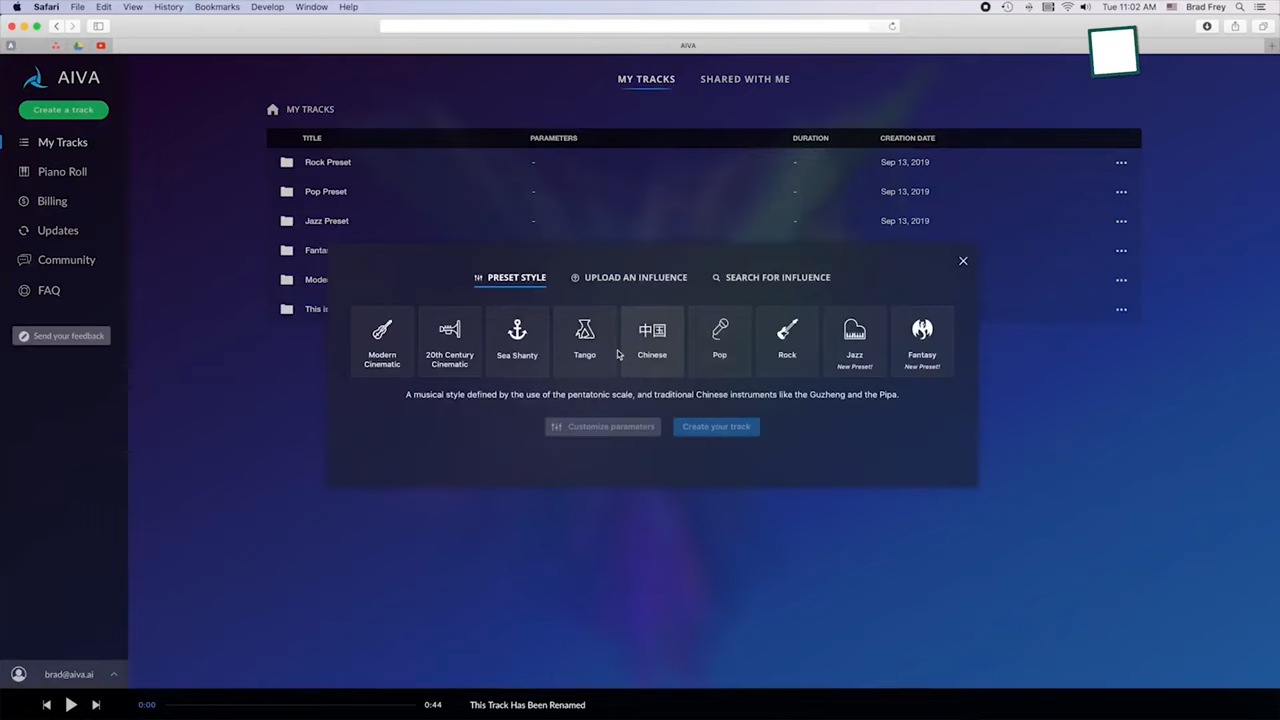 Safari File Edit View History Bookmarks Develop Window Help
Tue 11:02 AM Brad Frey
AIVA
AIVA
Create a track
My Tracks
Piano Roll
Billing
Updates
Community
FAQ
Send your feedback
brad@aiva.ai
MY TRACKS SHARED WITH ME
MY TRACKS
TITLE PARAMETERS DURATION CREATION DATE
Rock Preset - - Sep 13, 2019
Pop Preset - - Sep 13, 2019
Jazz Preset - - Sep 13, 2019
Fanta
Mode
This is
PRESET STYLE UPLOAD AN INFLUENCE SEARCH FOR INFLUENCE
Modern Cinematic
20th Century Cinematic
Sea Shanty
Tango
中国
Chinese
Pop
Rock
Jazz
New Preset!
Fantasy
New Preset!
A musical style defined by the use of the pentatonic scale, and traditional Chinese instruments like the Guzheng and the Pipa.
Customize parameters Create your track
0:00 0:44 This Track Has Been Renamed